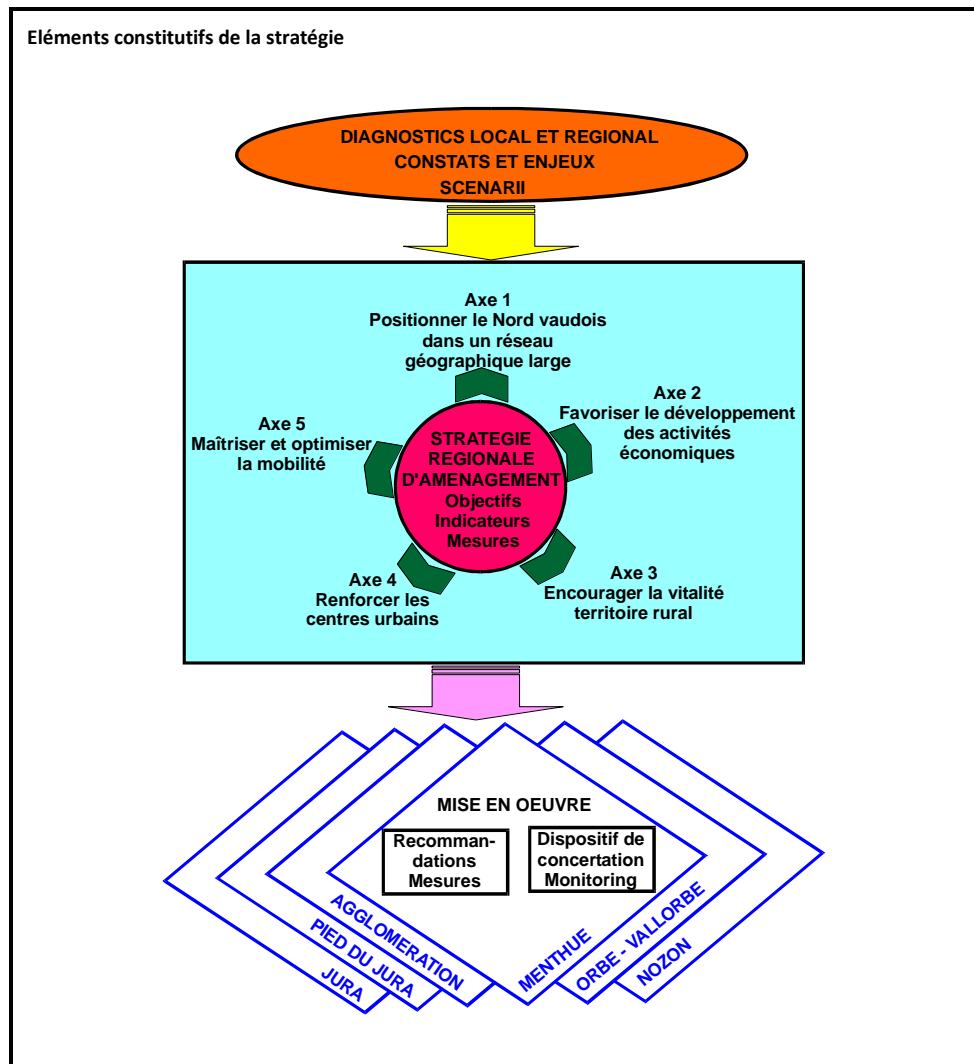 Eléments constitutifs de la stratégie
DIAGNOSTICS LOCAL ET REGIONAL
CONSTATS ET ENJEUX
SCENARII
Axe 1
Positionner le Nord vaudois
dans un réseau
géographique large
Axe 2
Favoriser le développement
des activités
économiques
Axe 5
Maîtriser et optimiser
la mobilité
STRATEGIE
REGIONALE
D'AMENAGEMENT
Objectifs
Indicateurs
Mesures
Axe 4
Renforcer les
centres urbains
Axe 3
Encourager la vitalité
territoire rural
MISE EN OEUVRE
Recomman-
dations
Mesures
Dispositif de
concertation
Monitoring
JURA
PIED DU JURA
AGGLOMERATION
MENTHUE
ORBE - VALLORBE
NOZON